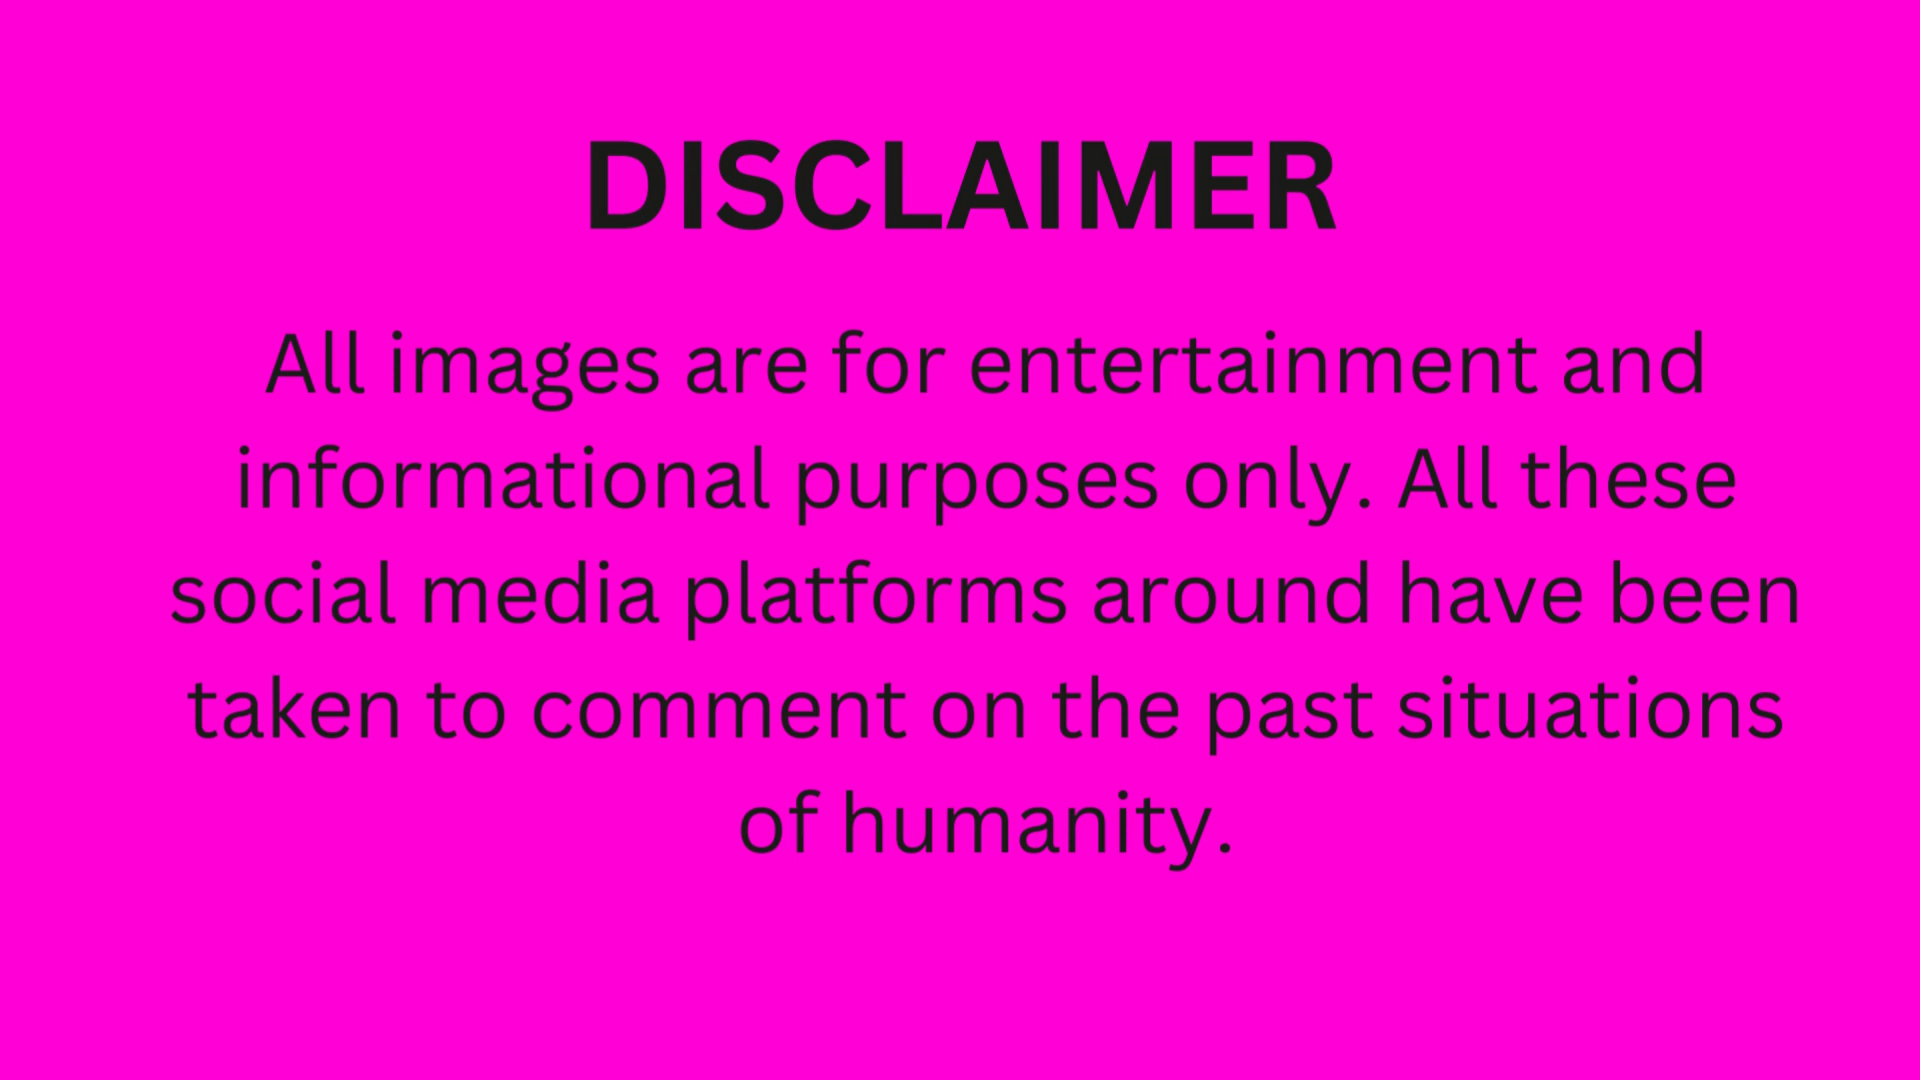 DISCLAIMER
All images are for entertainment and
informational purposes only. All these
social media platforms around have been
taken to comment on the past situations
of humanity.